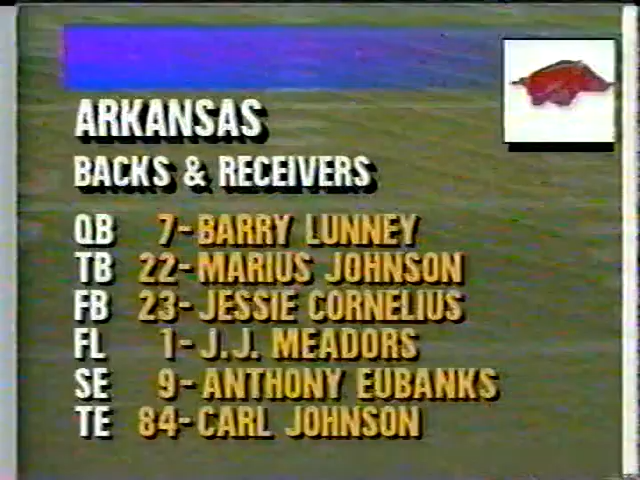 ARKANSAS
BACKS & RECEIVERS
QB 7-BARRY LUNNEY
TB 22-MARIUS JOHNSON
FB 23-JESSIE CORNELIUS
FL 1-J.J. MEADORS
SE 9-ANTHONY EUBANKS
TE 84-CARL JOHNSON